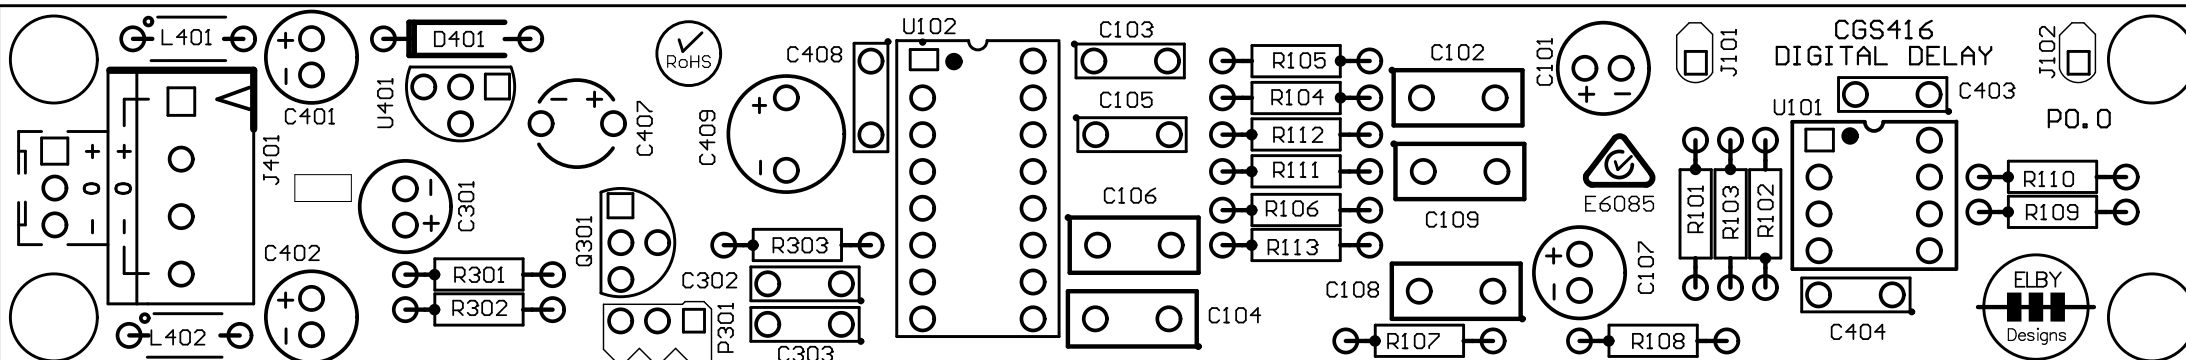 L401
C401
D401
U401
J401
+ +
0 0
- -
C402
L402
C301
R301
R302
C407
RoHS
Q301
C302
P301
C303
R303
C409
C408
U102
C103
C105
C106
C104
R105
R104
R112
R111
R106
R113
C102
C109
C108
R107
C101
E6085
C107
R108
J101
CGS416
DIGITAL DELAY
J102
C403
P0.0
U101
R101
R103
R102
R110
R109
C404
ELBY
Designs